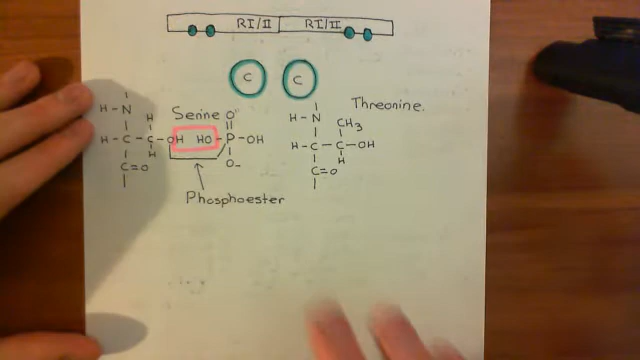 RI/II RI/II
C C
Serine
Threonine.
H-N
H
H-C-C-OH
H
C=O
O
HO-P-OH
O-
Phosphoester
H-N
CH3
H-C-C-OH
H
C=O